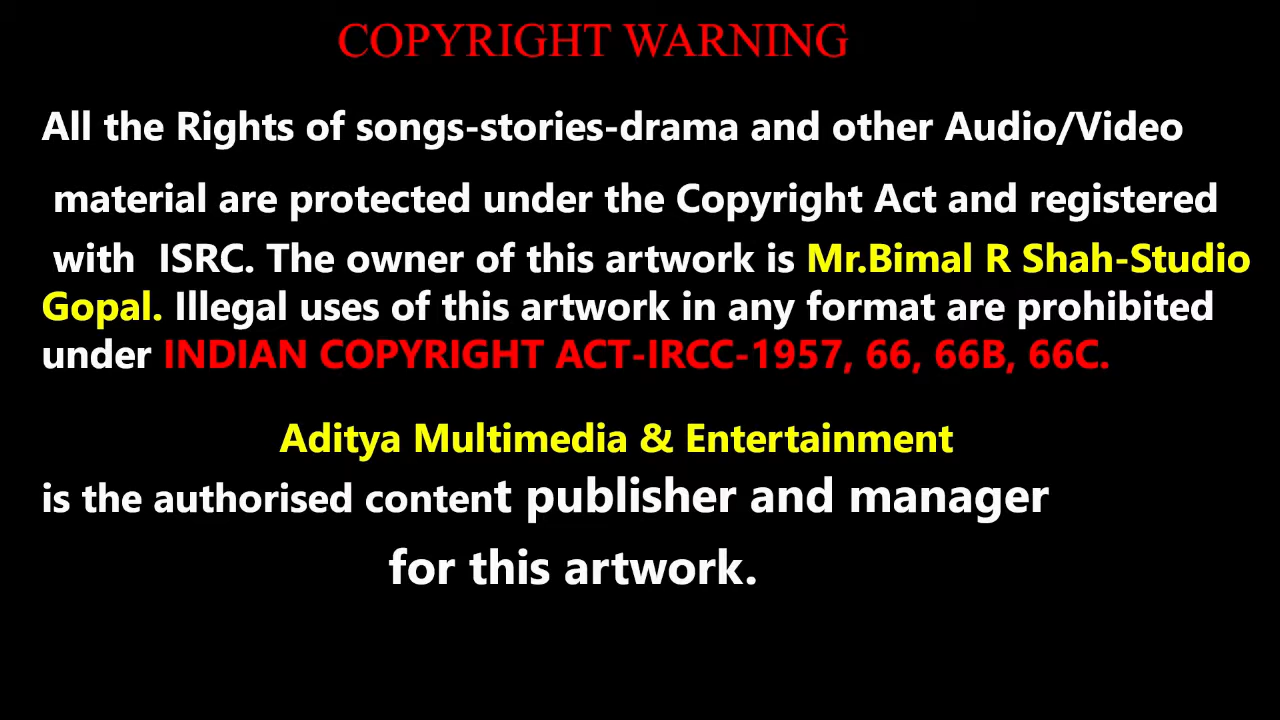 COPYRIGHT WARNING
All the Rights of songs-stories-drama and other Audio/Video
material are protected under the Copyright Act and registered
with ISRC. The owner of this artwork is Mr.Bimal R Shah-Studio
Gopal. Illegal uses of this artwork in any format are prohibited
under INDIAN COPYRIGHT ACT-IRCC-1957, 66, 66B, 66C.
Aditya Multimedia & Entertainment
is the authorised content publisher and manager
for this artwork.